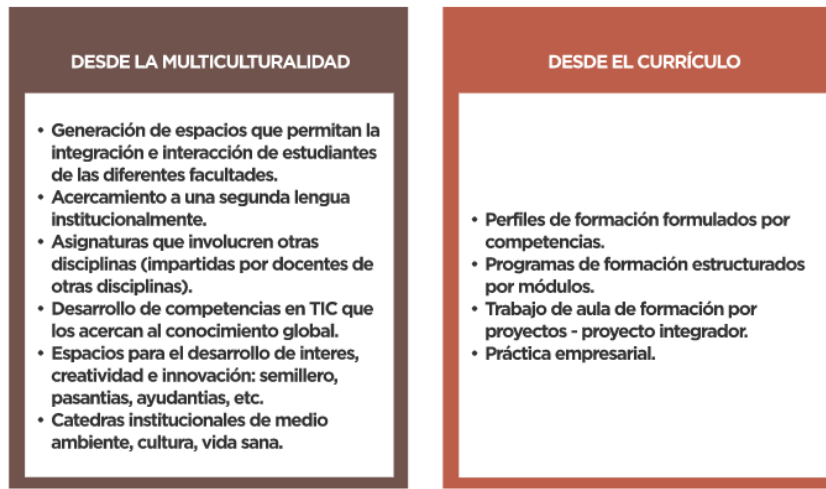 DESDE LA MULTICULTURALIDAD
• Generación de espacios que permitan la
integración e interacción de estudiantes
de las diferentes facultades.
• Acercamiento a una segunda lengua
institucionalmente.
• Asignaturas que involucren otras
disciplinas (impartidas por docentes de
otras disciplinas).
• Desarrollo de competencias en TIC que
los acercan al conocimiento global.
• Espacios para el desarrollo de interes,
creatividad e innovación: semillero,
pasantias, ayudantias, etc.
• Catedras institucionales de medio
ambiente, cultura, vida sana.
DESDE EL CURRÍCULO
• Perfiles de formación formulados por
competencias.
• Programas de formación estructurados
por módulos.
• Trabajo de aula de formación por
proyectos - proyecto integrador.
• Práctica empresarial.